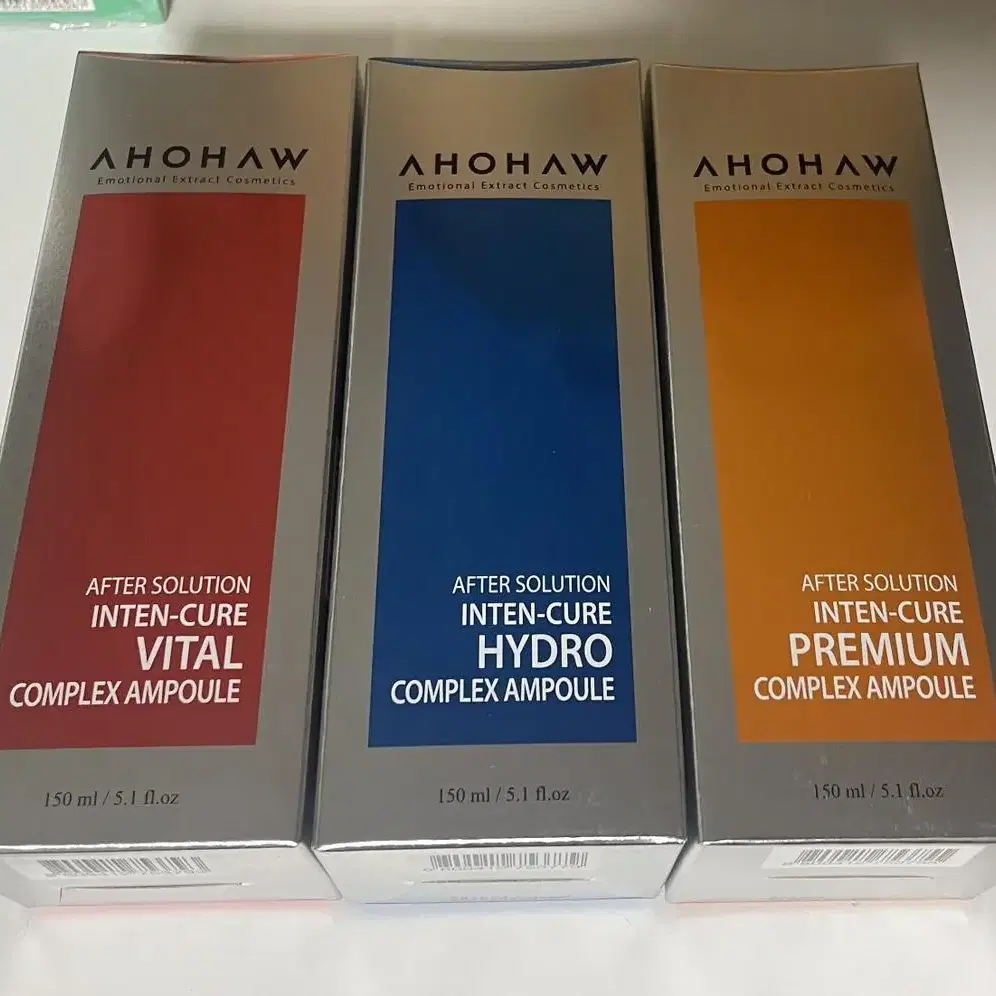 AHOHAW
Emotional Extract Cosmetics
AFTER SOLUTION
INTEN-CURE
VITAL
COMPLEX AMPOULE
150 ml / 5.1 fl.oz
AHOHAW
Emotional Extract Cosmetics
AFTER SOLUTION
INTEN-CURE
HYDRO
COMPLEX AMPOULE
150 ml / 5.1 fl.oz
AHOHAW
Emotional Extract Cosmetics
AFTER SOLUTION
INTEN-CURE
PREMIUM
COMPLEX AMPOULE
150 ml / 5.1 fl.oz